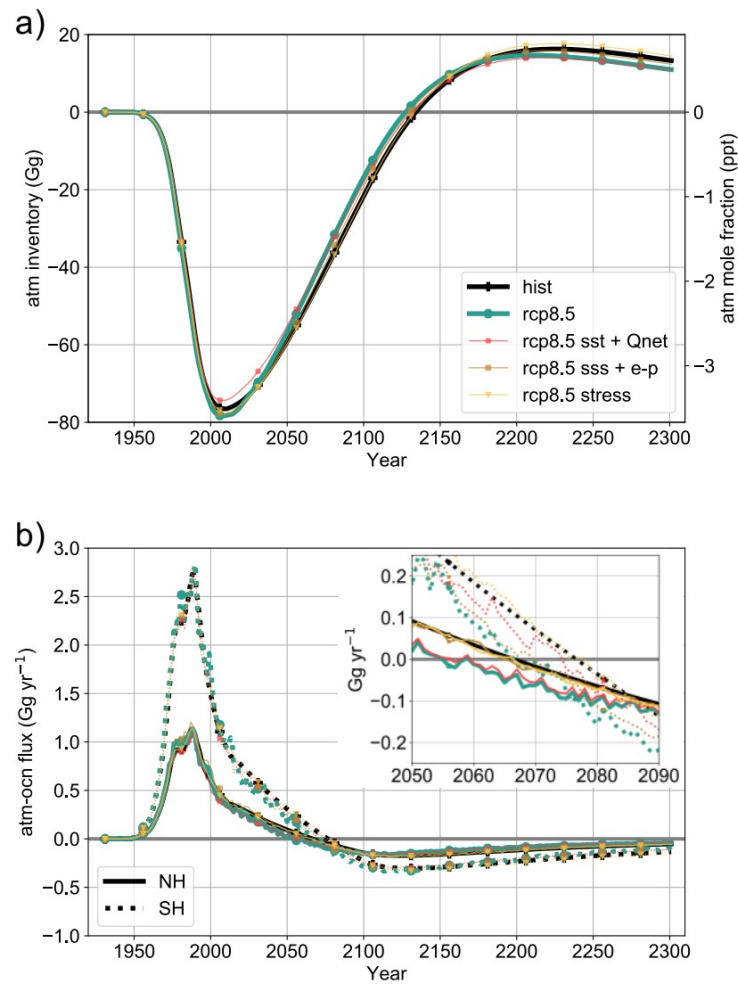 a)
20
0
−20
−40
−60
−80
atm inventory (Gg)
0
−1
−2
−3
atm mole fraction (ppt)
hist
rcp8.5
rcp8.5 sst + Qnet
rcp8.5 sss + e-p
rcp8.5 stress
1950 2000 2050 2100 2150 2200 2250 2300
Year
b)
3.0
2.5
2.0
1.5
1.0
0.5
0.0
−0.5
−1.0
atm-ocn flux (Gg yr⁻¹)
0.2
0.1
0.0
−0.1
−0.2
Gg yr⁻¹
2050 2060 2070 2080 2090
NH
SH
1950 2000 2050 2100 2150 2200 2250 2300
Year